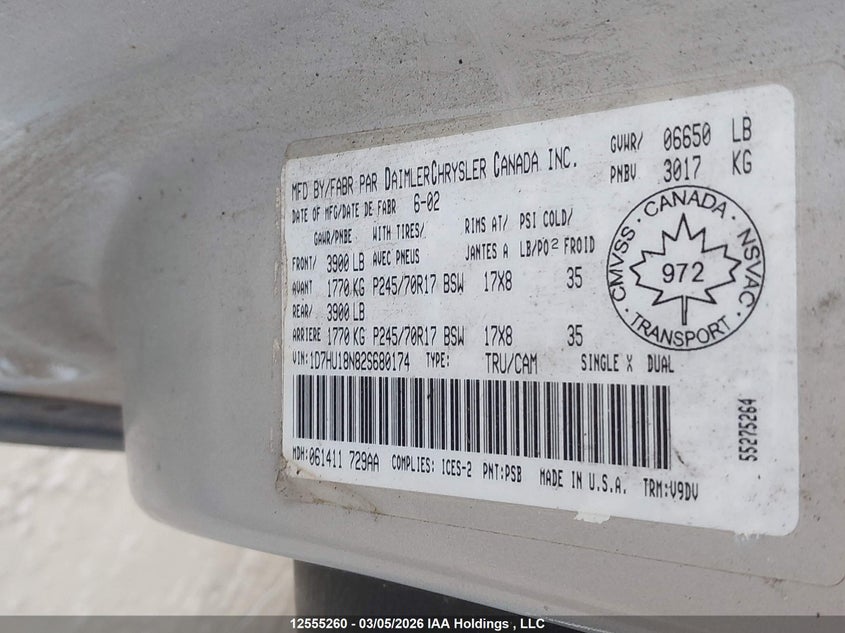 MFD BY/FABR PAR DAIMLERCHRYSLER CANADA INC. GVWR/ 06650 LB
DATE OF MFG/DATE DE FABR 6-02 PNBV 3017 KG
GAWR/PNBE WITH TIRES/ RIMS AT/ PSI COLD/
FRONT/ 3900 LB AVEC PNEUS JANTES A LB/PO² FROID
AVANT 1770 KG P245/70R17 BSW 17X8 35
REAR/ 3900 LB
ARRIERE 1770 KG P245/70R17 BSW 17X8 35
VIN:1D7HU18N82S680174 TYPE: TRU/CAM SINGLE X DUAL
MDH:061411 729AA COMPLIES: ICES-2 PNT:PSB MADE IN U.S.A. TRM:V9DV
CMVSS · CANADA · NSVAC · TRANSPORT ·
972
55275264
12555260 - 03/05/2026 IAA Holdings , LLC